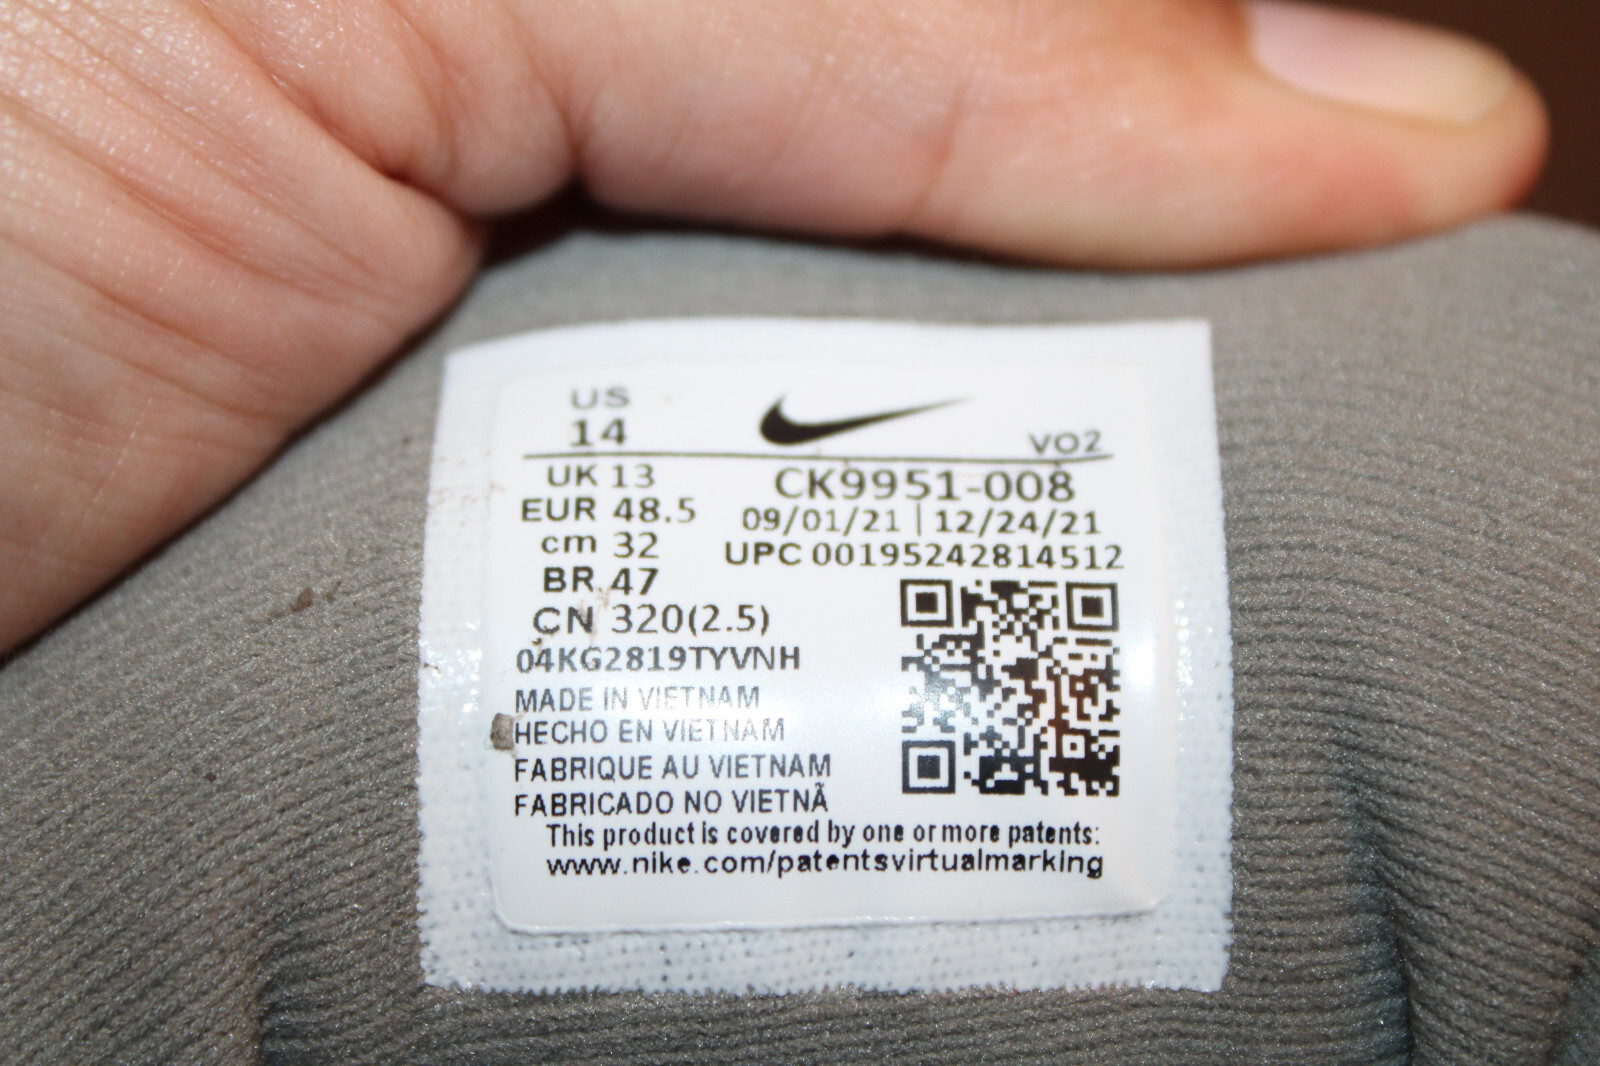 US
14
VO2
UK 13
EUR 48.5
cm 32
BR 47
CN 320(2.5)
CK9951-008
09/01/21 | 12/24/21
UPC 00195242814512
04KG2819TYVNH
MADE IN VIETNAM
HECHO EN VIETNAM
FABRIQUE AU VIETNAM
FABRICADO NO VIETNÃ
This product is covered by one or more patents:
www.nike.com/patentsvirtualmarking